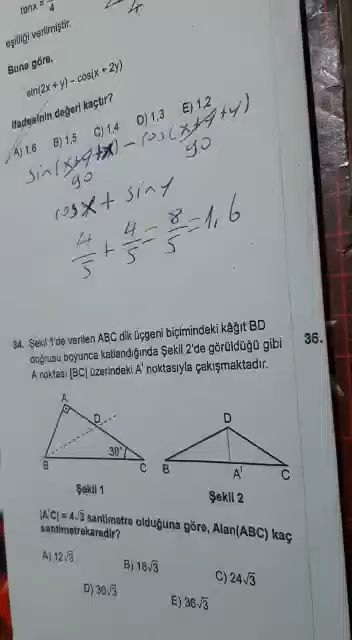 tanx = 4
eşitliği verilmiştir.
Buna göre,
sin(2x + y) – cos(x + 2y)
ifadesinin değeri kaçtır?
A) 1,6 B) 1,5 C) 1,4 D) 1,3 E) 1,2
sin(x+y+x) - cos(x+y+y)
90 90
cosx + siny
4/5 + 4/5 = 8/5 = 1,6
34. Şekil 1'de verilen ABC dik üçgeni biçimindeki kâğıt BD
doğrusu boyunca katlandığında Şekil 2'de görüldüğü gibi
A noktası [BC] üzerindeki A' noktasıyla çakışmaktadır.
36.
A
D
30°
B C
Şekil 1
D
B A' C
Şekil 2
|A'C| = 4√3 santimetre olduğuna göre, Alan(ABC) kaç
santimetrekaredir?
A) 12√3 B) 18√3 C) 24√3
D) 30√3 E) 36√3